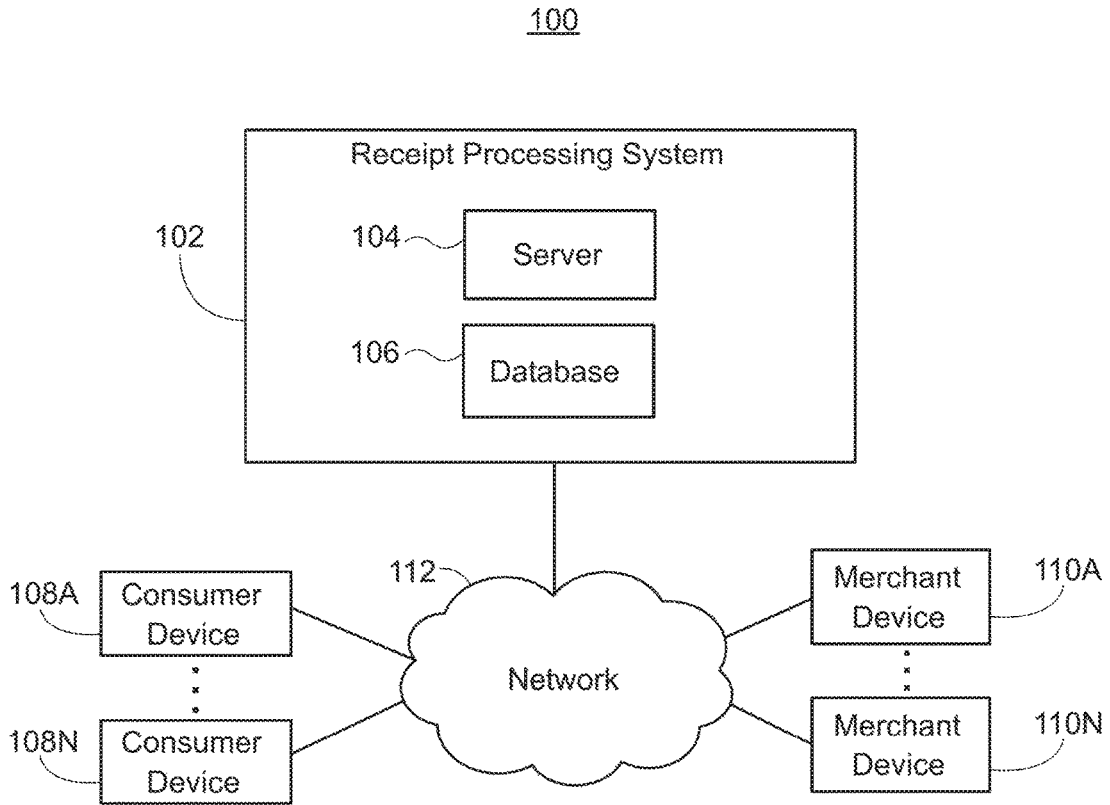 100
Receipt Processing System
102
104
Server
106
Database
112
108A
Consumer
Device
Merchant
Device
110A
Network
108N
Consumer
Device
Merchant
Device
110N